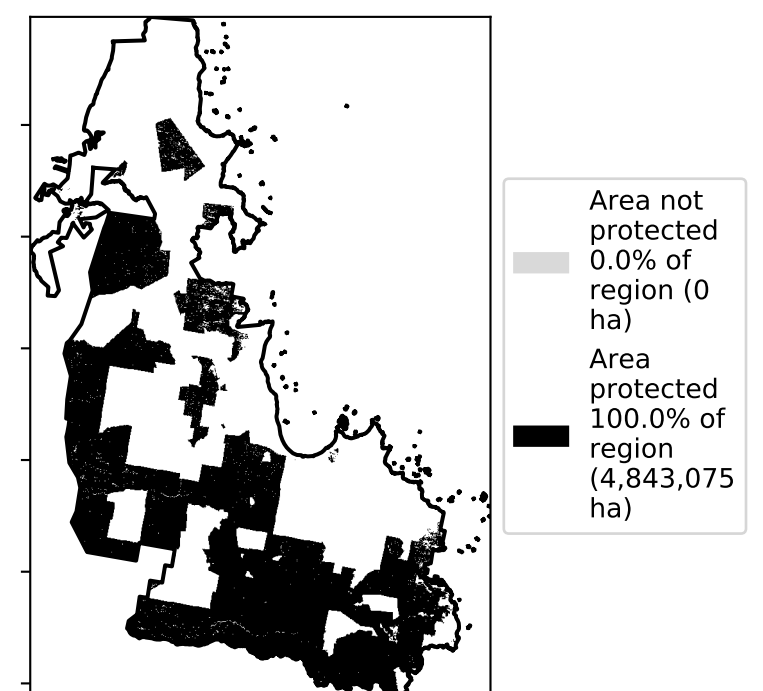 Area not
protected
0.0% of
region (0
ha)
Area
protected
100.0% of
region
(4,843,075
ha)